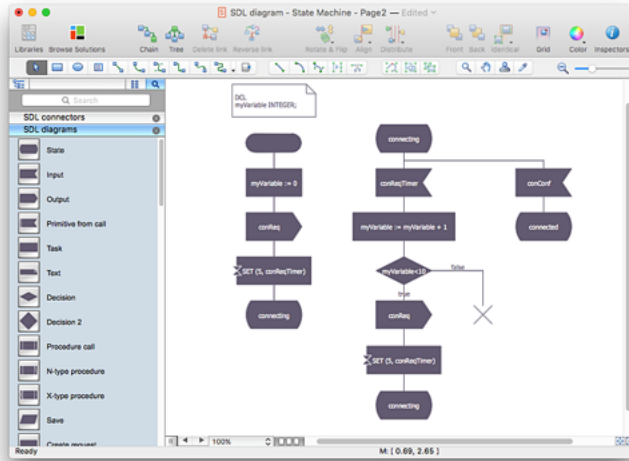 SDL diagram - State Machine - Page2 — Edited
Libraries Browse Solutions Chain Tree Delete link Reverse link Rotate & Flip Align Distribute Front Back Identical Grid Color Inspectors
Search
SDL connectors
SDL diagrams
State
Input
Output
Primitive from call
Task
Text
Decision
Decision 2
Procedure call
N-type procedure
X-type procedure
Save
Create request
DCL
myVariable INTEGER;
myVariable := 0
conReq
SET (5, conReqTimer)
connecting
connecting
conReqTimer
conConf
myVariable := myVariable + 1
connected
myVariable<10
false
true
conReq
SET (5, conReqTimer)
connecting
100%
Ready
M: [ 0.69, 2.65 ]